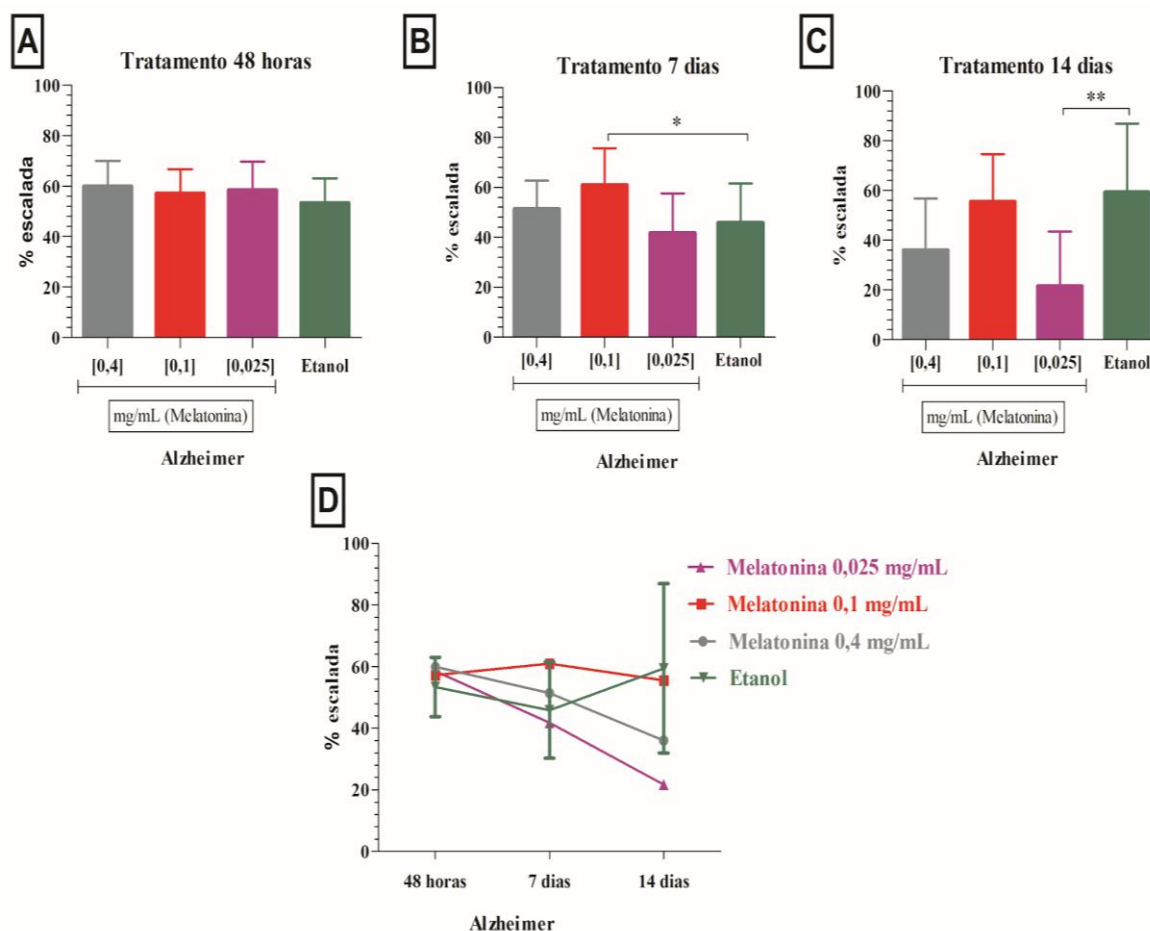 A
Tratamento 48 horas
% escalada
100
80
60
40
20
0
[0,4] [0,1] [0,025] Etanol
mg/mL (Melatonina)
Alzheimer
B
Tratamento 7 dias
% escalada
100
80
60
40
20
0
*
[0,4] [0,1] [0,025] Etanol
mg/mL (Melatonina)
Alzheimer
C
Tratamento 14 dias
% escalada
100
80
60
40
20
0
**
[0,4] [0,1] [0,025] Etanol
mg/mL (Melatonina)
Alzheimer
D
% escalada
100
80
60
40
20
0
48 horas 7 dias 14 dias
Alzheimer
Melatonina 0,025 mg/mL
Melatonina 0,1 mg/mL
Melatonina 0,4 mg/mL
Etanol